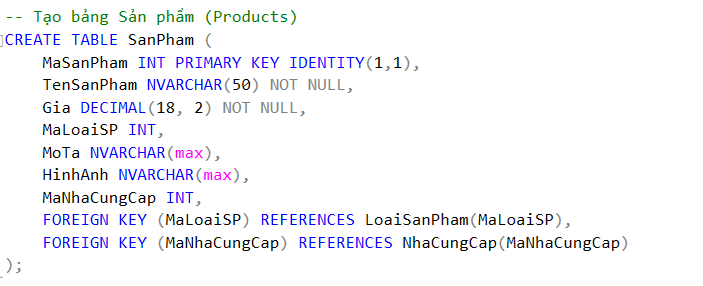 -- Tạo bảng Sản phẩm (Products)
CREATE TABLE SanPham (
MaSanPham INT PRIMARY KEY IDENTITY(1,1),
TenSanPham NVARCHAR(50) NOT NULL,
Gia DECIMAL(18, 2) NOT NULL,
MaLoaiSP INT,
MoTa NVARCHAR(max),
HinhAnh NVARCHAR(max),
MaNhaCungCap INT,
FOREIGN KEY (MaLoaiSP) REFERENCES LoaiSanPham(MaLoaiSP),
FOREIGN KEY (MaNhaCungCap) REFERENCES NhaCungCap(MaNhaCungCap)
);